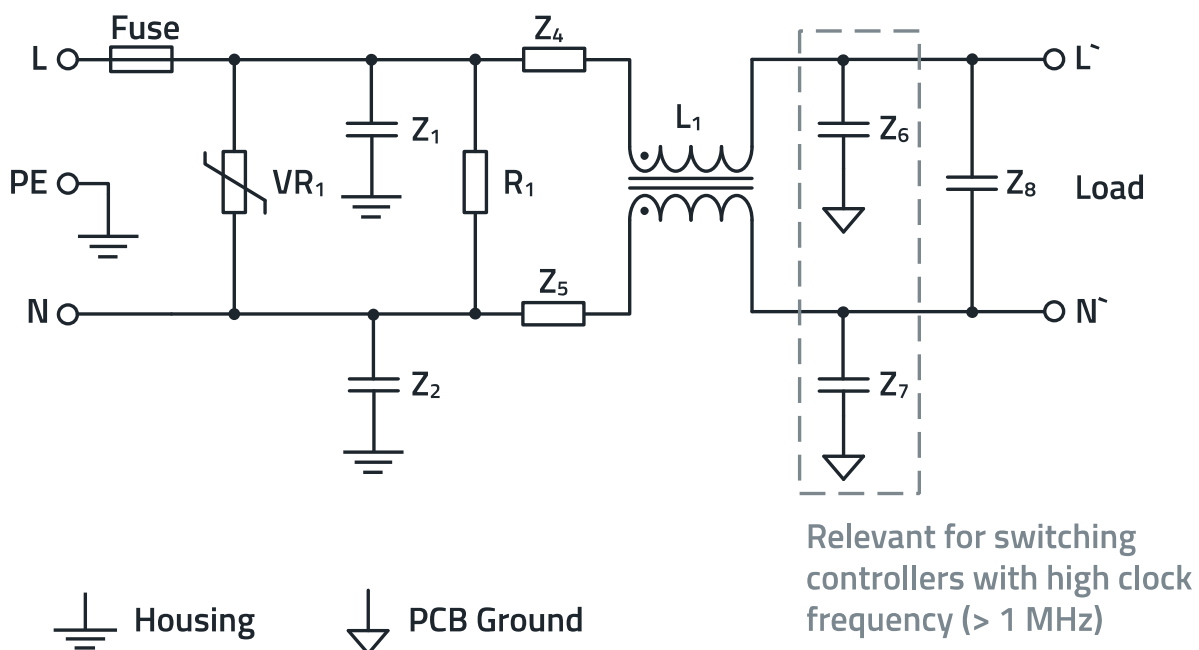 Fuse
Z₄
L
L`
Z₁
L₁
Z₆
PE
VR₁
R₁
Z₈
Load
Z₅
N
N`
Z₂
Z₇
Relevant for switching
controllers with high clock
frequency (> 1 MHz)
Housing
PCB Ground